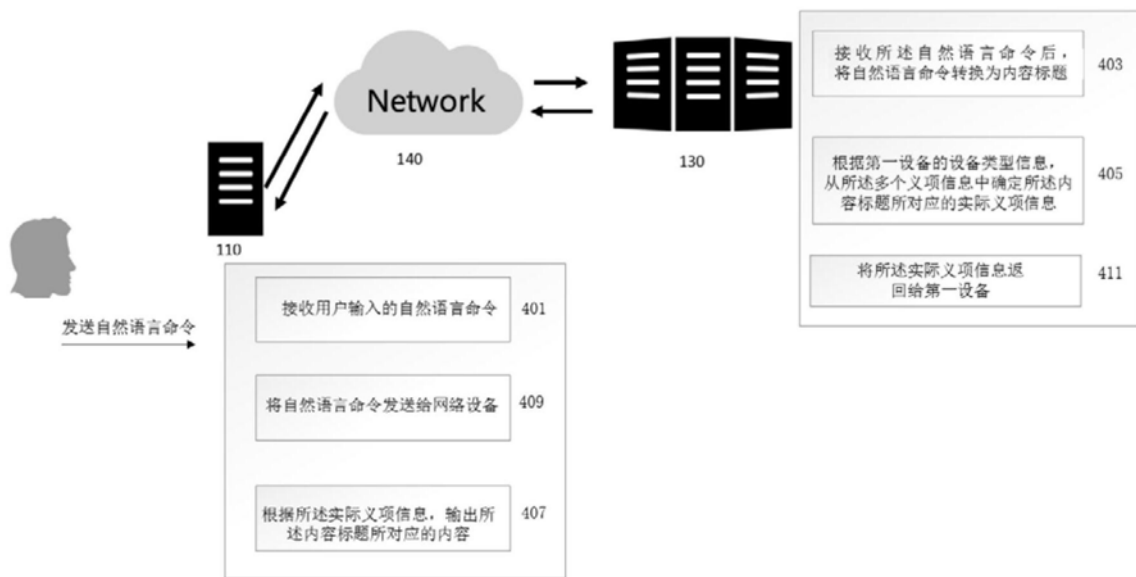 Network
140
130
110
发送自然语言命令
接收用户输入的自然语言命令
401
将自然语言命令发送给网络设备
409
根据所述实际义项信息，输出所
述内容标题所对应的内容
407
接收所述自然语言命令后，
将自然语言命令转换为内容标题
403
根据第一设备的设备类型信息，
从所述多个义项信息中确定所述内
容标题所对应的实际义项信息
405
将所述实际义项信息返
回给第一设备
411